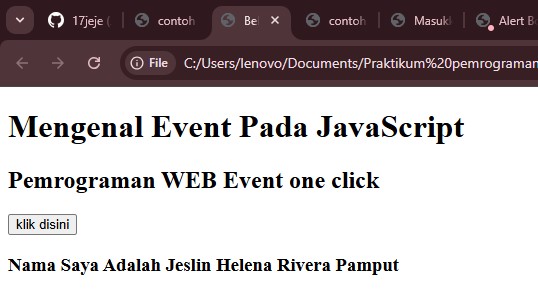 17jeje (
contoh
Be
contoh
Masuk
Alert B
File
C:/Users/lenovo/Documents/Praktikum%20pemrograman
Mengenal Event Pada JavaScript
Pemrograman WEB Event one click
klik disini
Nama Saya Adalah Jeslin Helena Rivera Pamput